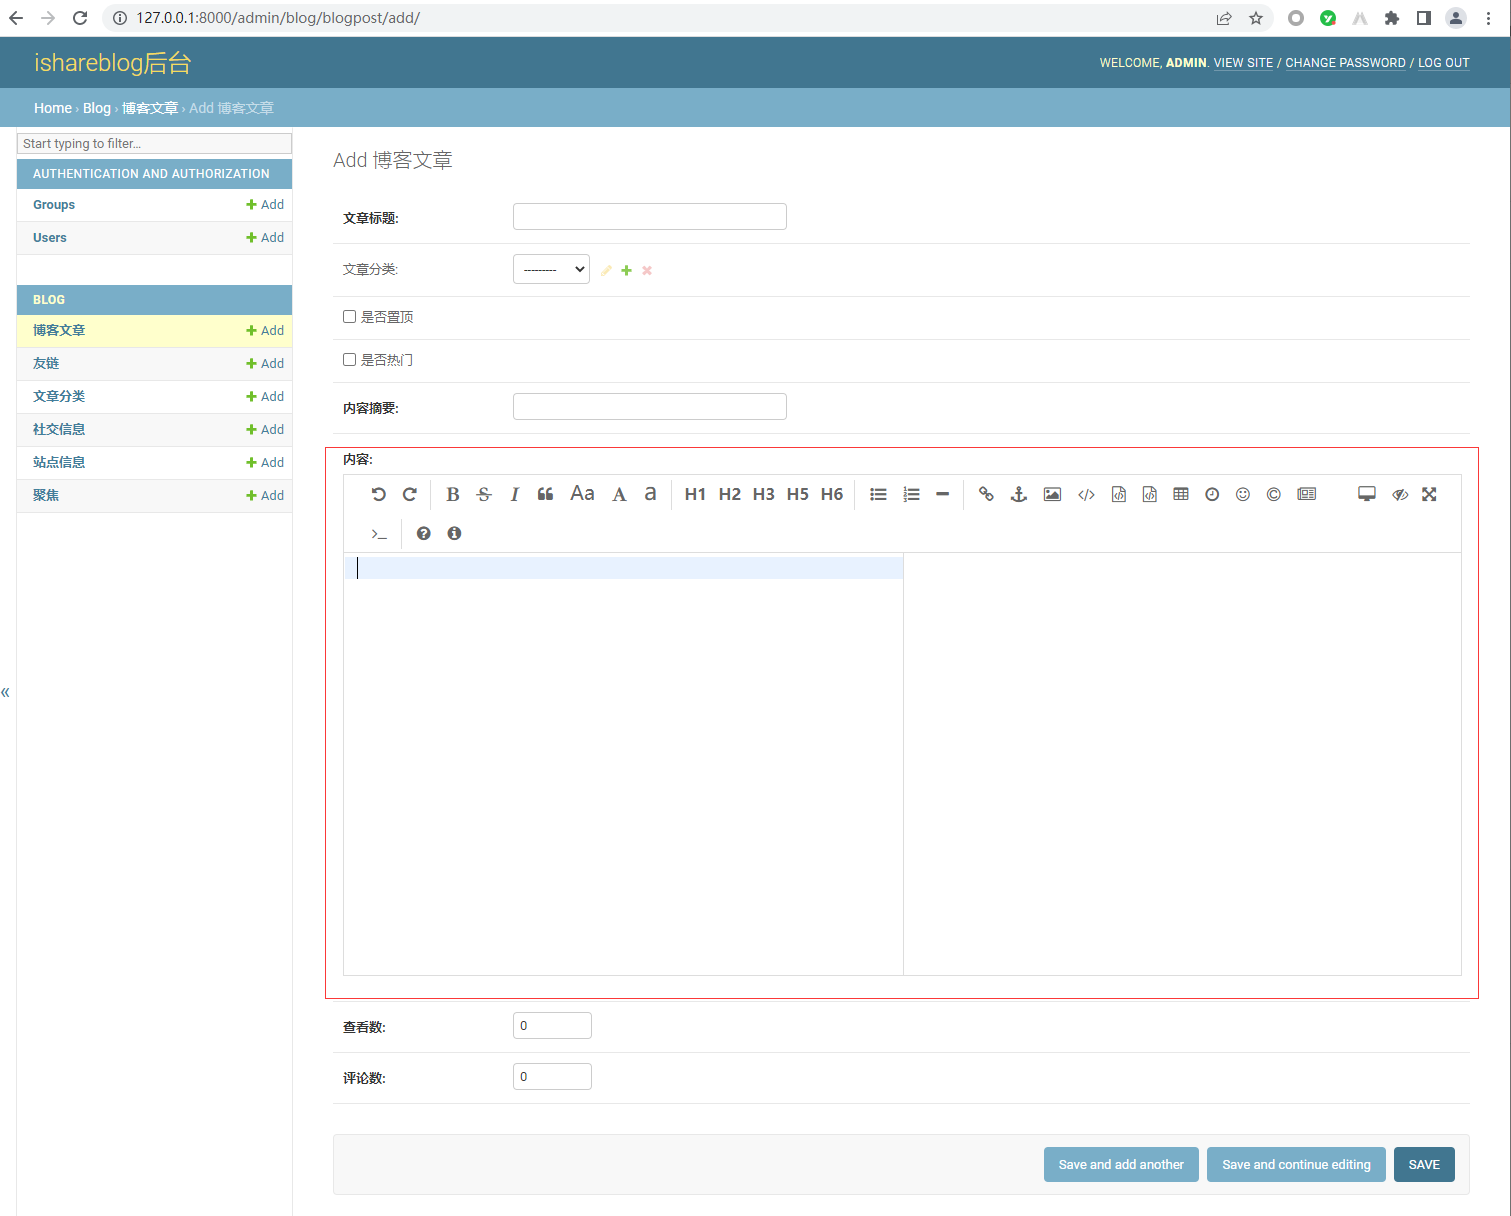 127.0.0.1:8000/admin/blog/blogpost/add/
ishareblog后台
WELCOME, ADMIN. VIEW SITE / CHANGE PASSWORD / LOG OUT
Home › Blog › 博客文章 › Add 博客文章
Start typing to filter...
AUTHENTICATION AND AUTHORIZATION
Groups Add
Users Add
BLOG
博客文章 Add
友链 Add
文章分类 Add
社交信息 Add
站点信息 Add
聚焦 Add
«
Add 博客文章
文章标题:
文章分类: ---------
是否置顶
是否热门
内容摘要:
内容:
B S I Aa A a H1 H2 H3 H5 H6
>_
查看数: 0
评论数: 0
Save and add another Save and continue editing SAVE